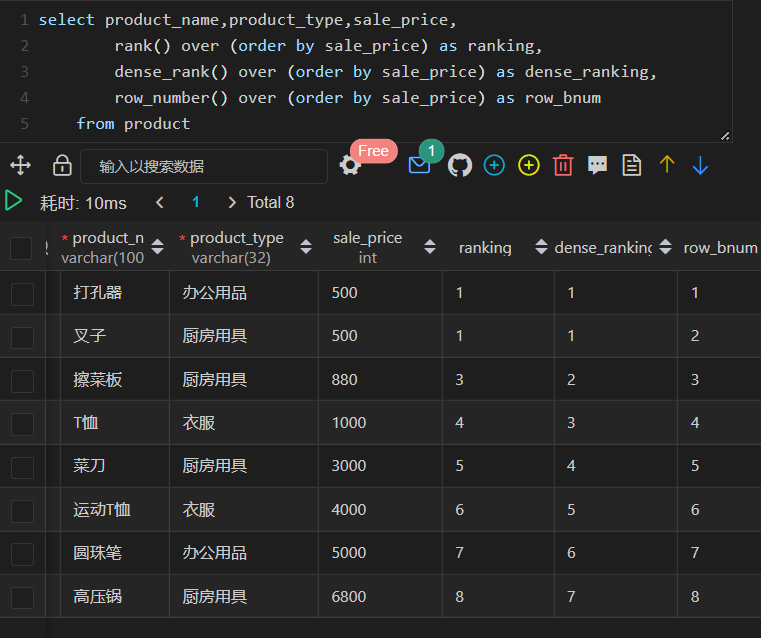 1 select product_name,product_type,sale_price,
2 rank() over (order by sale_price) as ranking,
3 dense_rank() over (order by sale_price) as dense_ranking,
4 row_number() over (order by sale_price) as row_bnum
5 from product
输入以搜索数据 Free 1
耗时: 10ms 1 Total 8
* product_n * product_type sale_price ranking dense_ranking row_bnum
varchar(100 varchar(32) int
打孔器 办公用品 500 1 1 1
叉子 厨房用具 500 1 1 2
擦菜板 厨房用具 880 3 2 3
T恤 衣服 1000 4 3 4
菜刀 厨房用具 3000 5 4 5
运动T恤 衣服 4000 6 5 6
圆珠笔 办公用品 5000 7 6 7
高压锅 厨房用具 6800 8 7 8